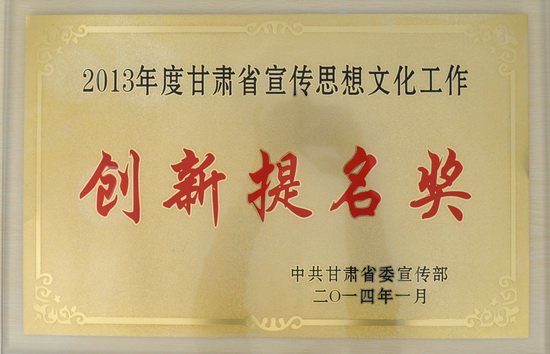 2013年度甘肃省宣传思想文化工作
创新提名奖
中共甘肃省委宣传部
二〇一四年一月